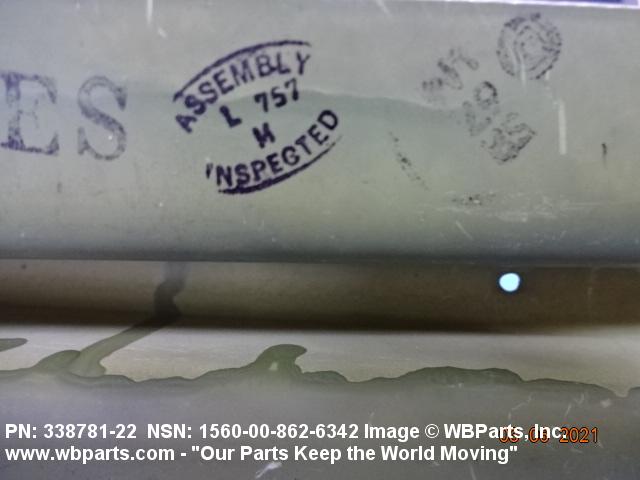 ES
ASSEMBLY
L 757
M
INSPECTED
PN: 338781-22 NSN: 1560-00-862-6342 Image © WBParts, Inc.
www.wbparts.com - "Our Parts Keep the World Moving"